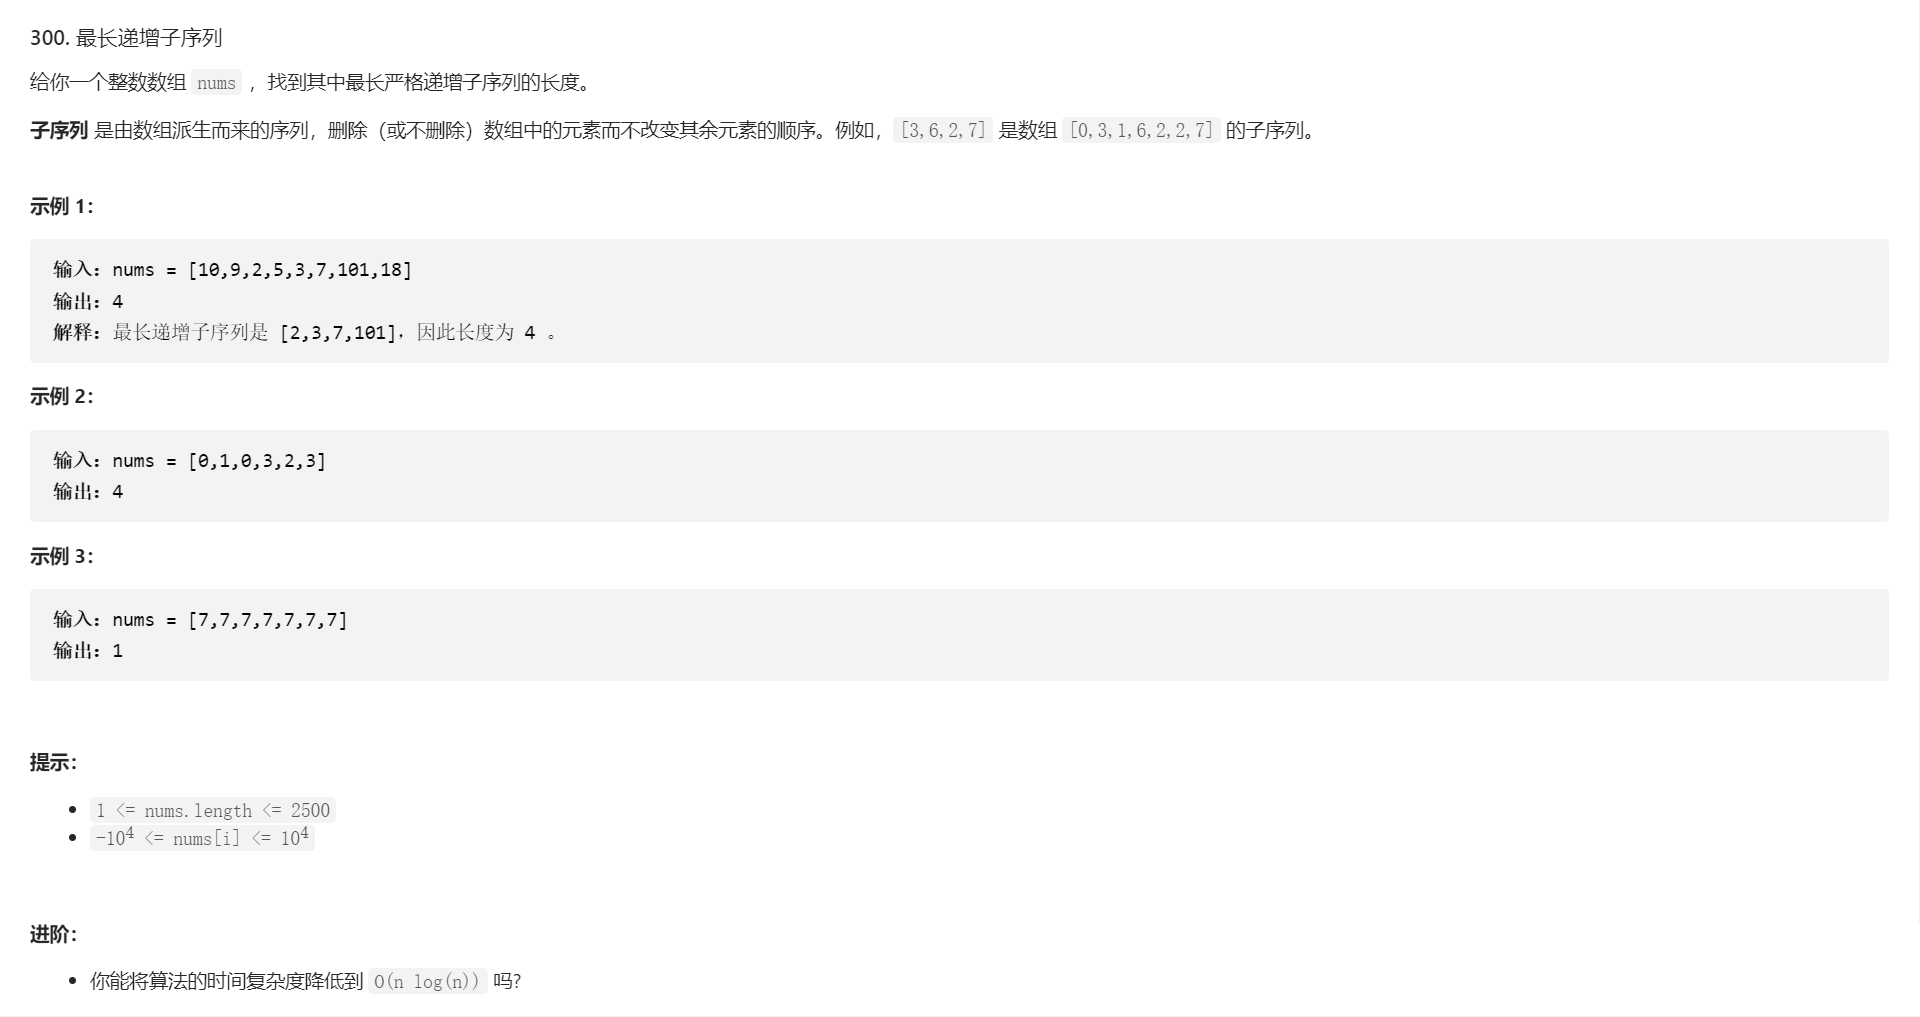 300. 最长递增子序列
给你一个整数数组 nums ，找到其中最长严格递增子序列的长度。
子序列 是由数组派生而来的序列，删除（或不删除）数组中的元素而不改变其余元素的顺序。例如，[3,6,2,7] 是数组 [0,3,1,6,2,2,7] 的子序列。
示例 1：
输入：nums = [10,9,2,5,3,7,101,18]
输出：4
解释：最长递增子序列是 [2,3,7,101]，因此长度为 4 。
示例 2：
输入：nums = [0,1,0,3,2,3]
输出：4
示例 3：
输入：nums = [7,7,7,7,7,7,7]
输出：1
提示：
• 1 <= nums.length <= 2500
• -10⁴ <= nums[i] <= 10⁴
进阶：
• 你能将算法的时间复杂度降低到 O(n log(n)) 吗?